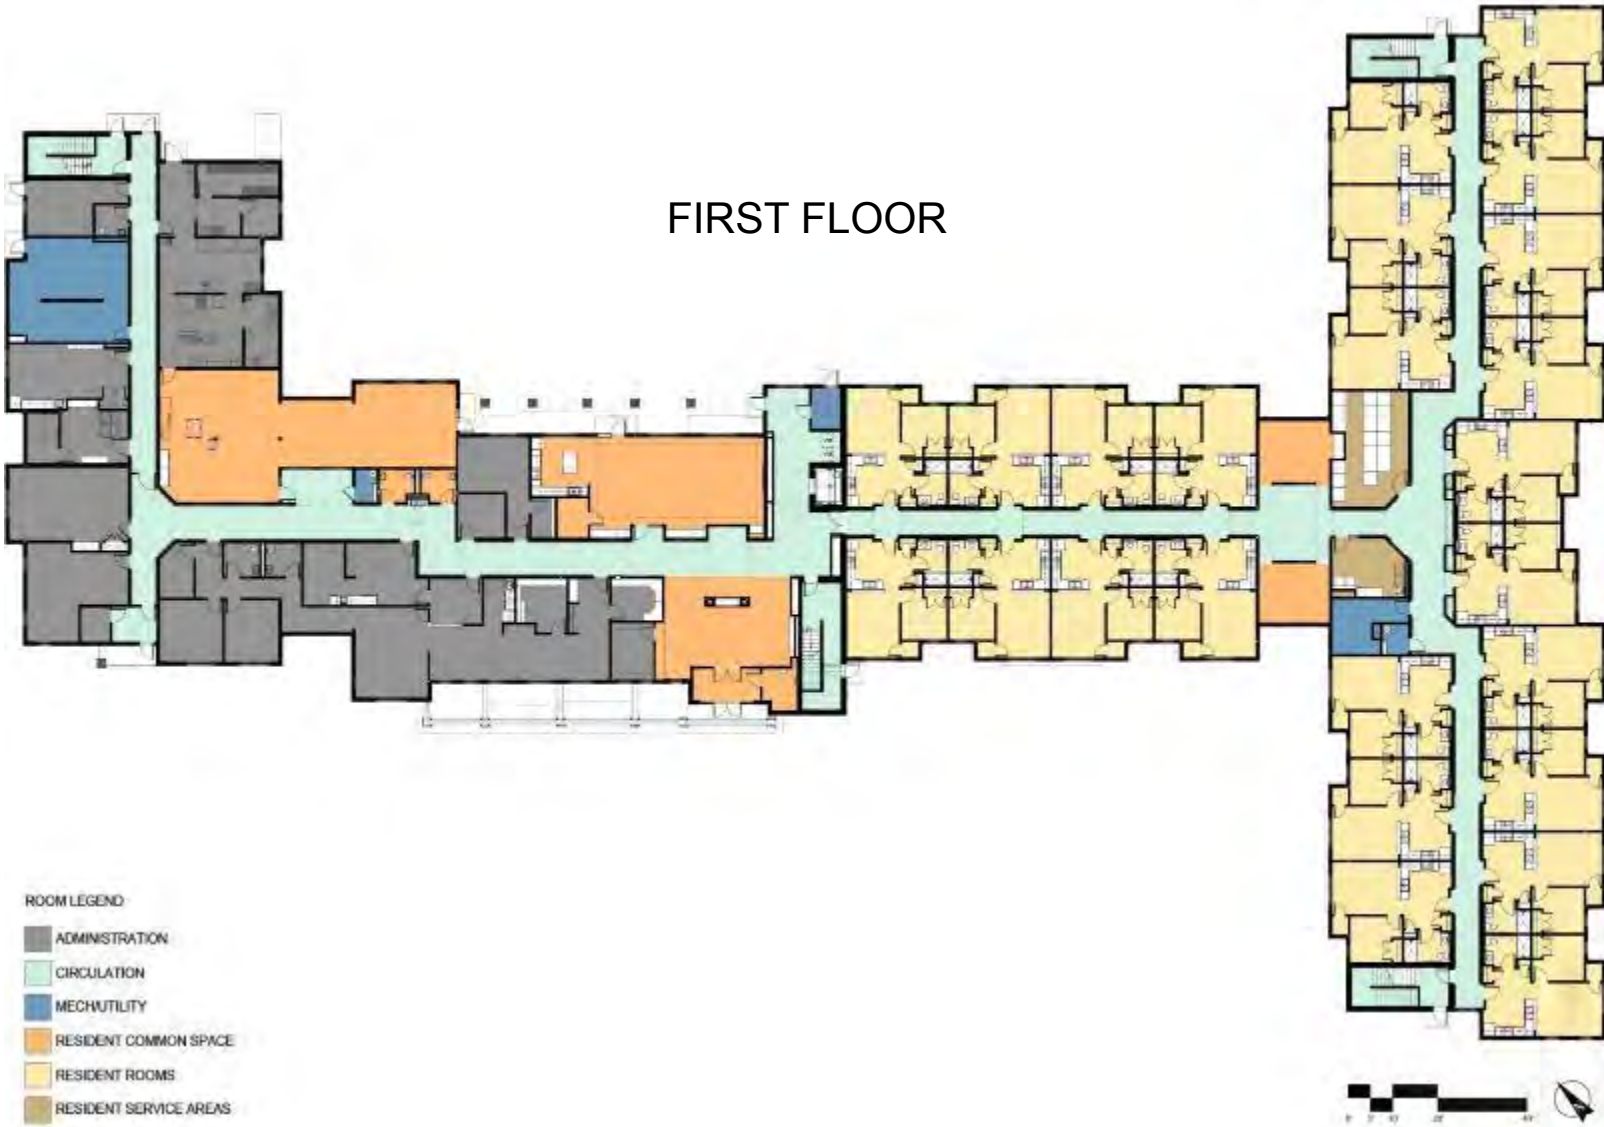 FIRST FLOOR
ROOM LEGEND
ADMINISTRATION
CIRCULATION
MECH/UTILITY
RESIDENT COMMON SPACE
RESIDENT ROOMS
RESIDENT SERVICE AREAS